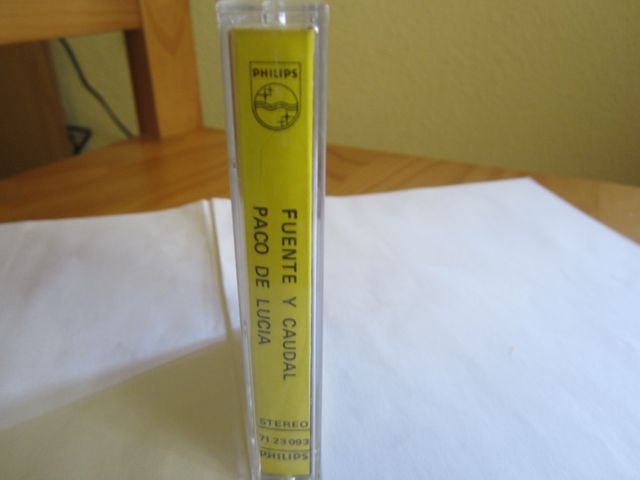 PHILIPS
FUENTE Y CAUDAL
PACO DE LUCIA
STEREO
71 23 093
PHILIPS